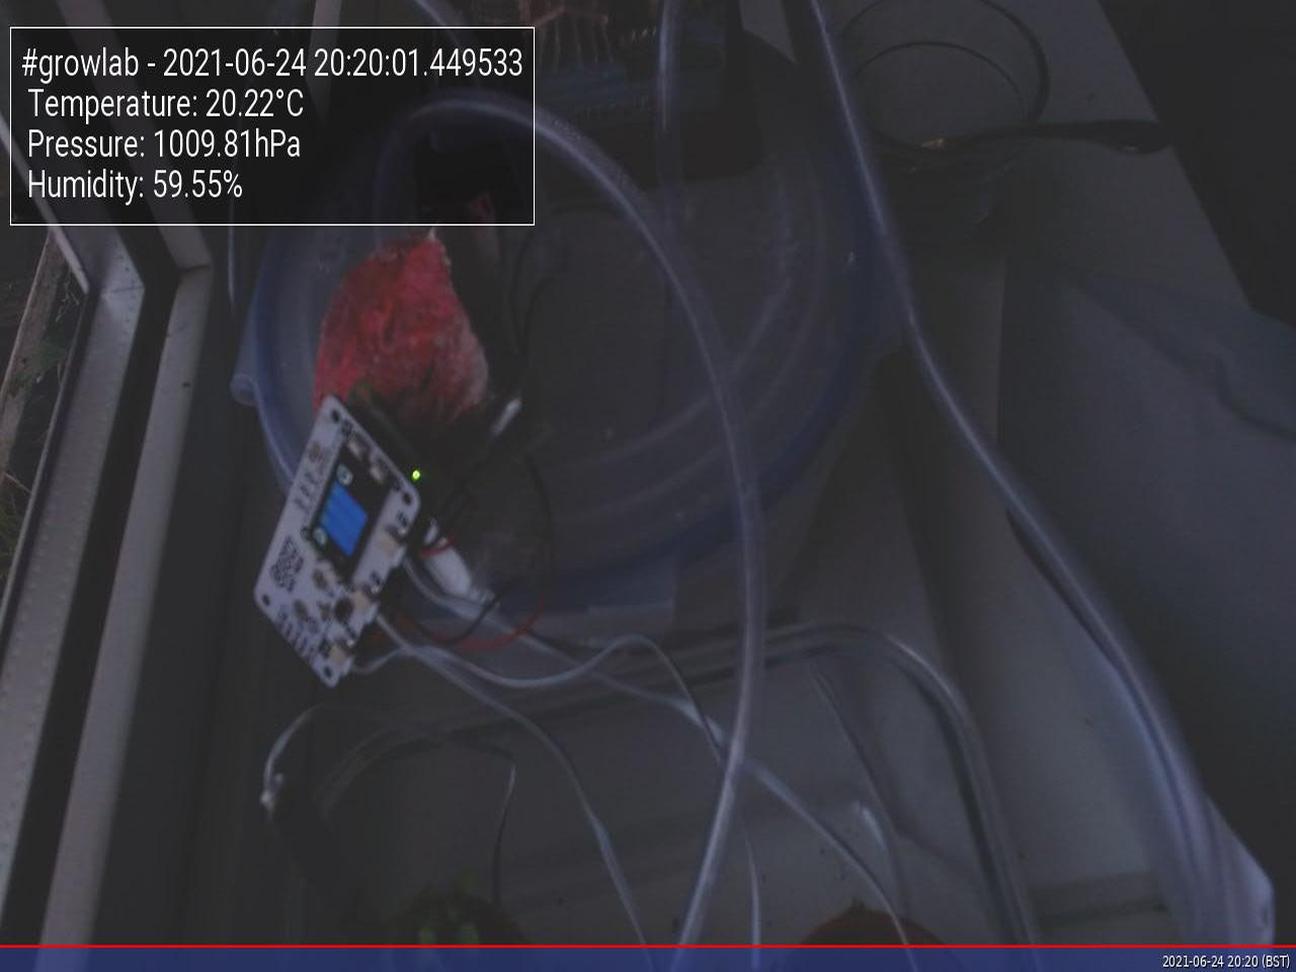 #growlab - 2021-06-24 20:20:01.449533
Temperature: 20.22°C
Pressure: 1009.81hPa
Humidity: 59.55%
2021-06-24 20:20 (BST)